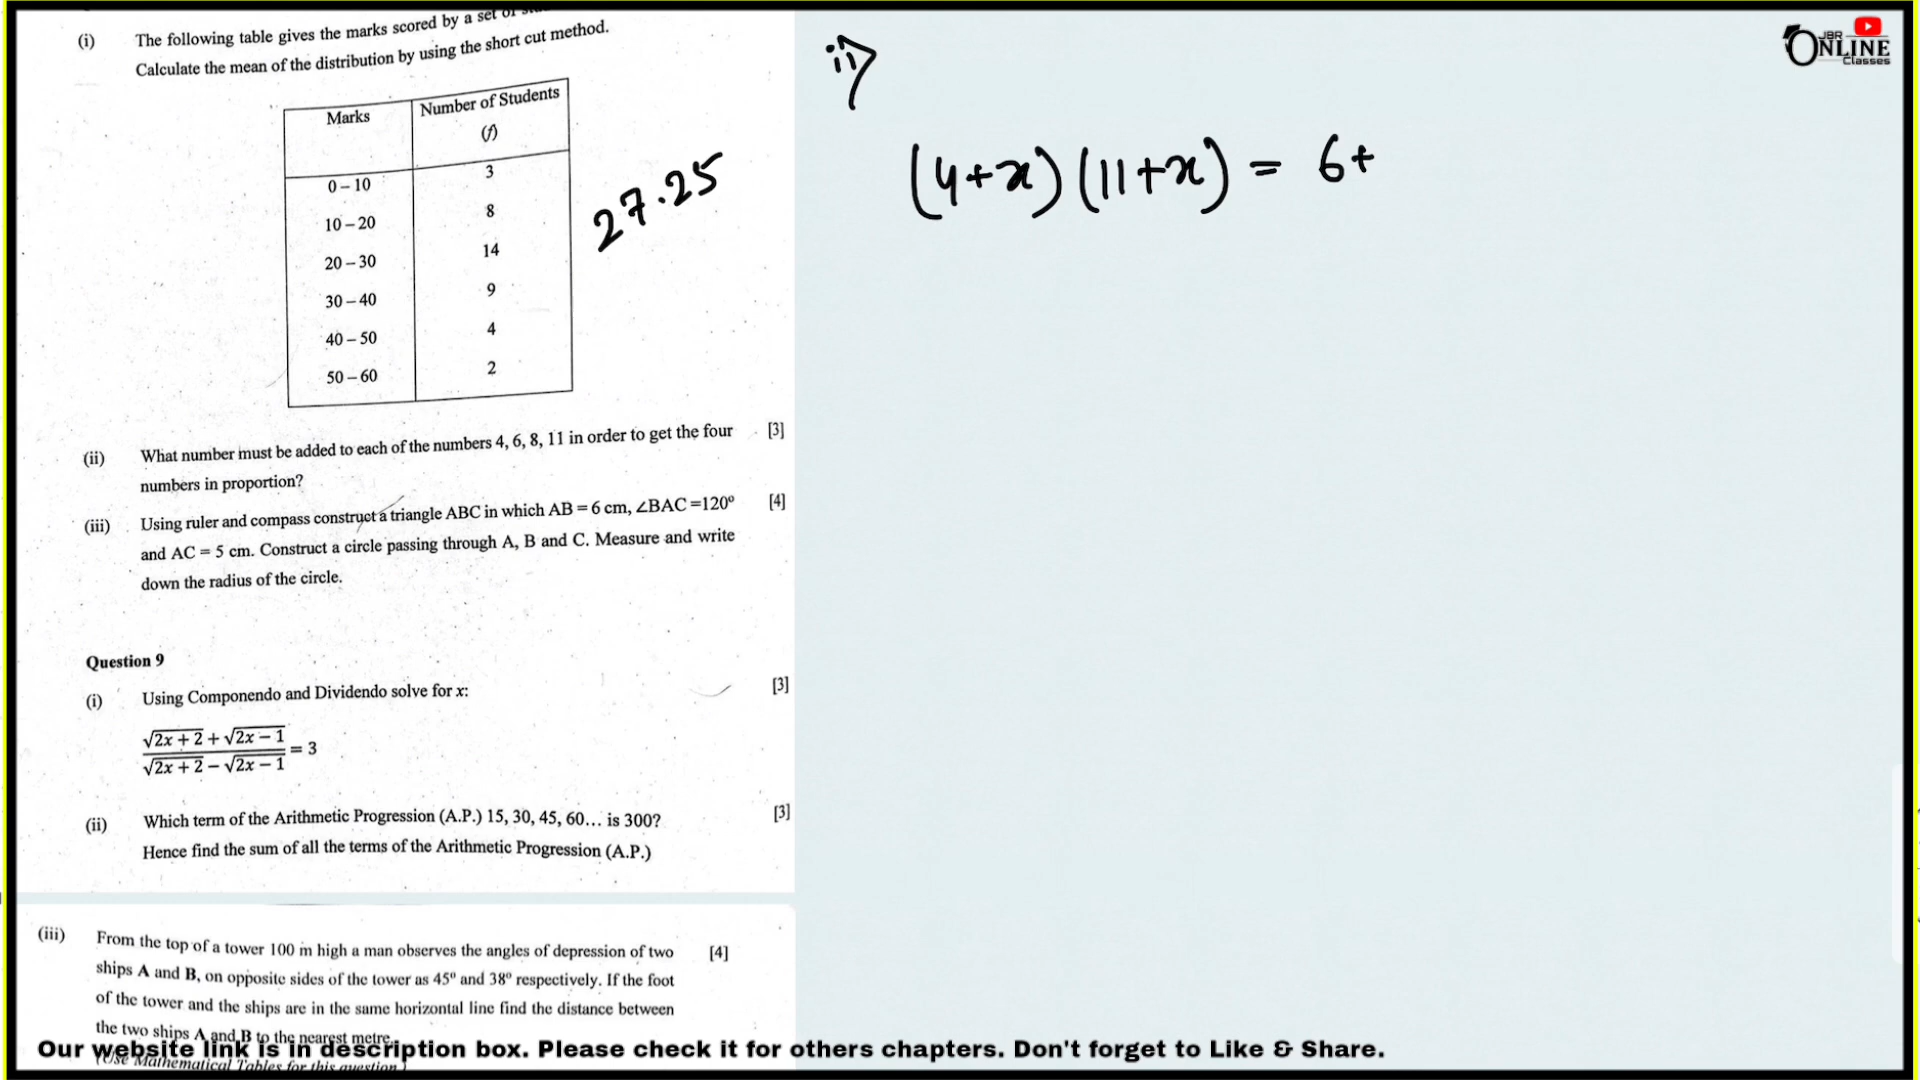 (i) The following table gives the marks scored by a set of
Calculate the mean of the distribution by using the short cut method.
Marks Number of Students
(f)
0 – 10 3
10 – 20 8
20 – 30 14
30 – 40 9
40 – 50 4
50 – 60 2
27.25
(ii) What number must be added to each of the numbers 4, 6, 8, 11 in order to get the four [3]
numbers in proportion?
(iii) Using ruler and compass construct a triangle ABC in which AB = 6 cm, ∠BAC =120° [4]
and AC = 5 cm. Construct a circle passing through A, B and C. Measure and write
down the radius of the circle.
Question 9
(i) Using Componendo and Dividendo solve for x: [3]
√2x + 2 + √2x – 1
√2x + 2 – √2x – 1 = 3
(ii) Which term of the Arithmetic Progression (A.P.) 15, 30, 45, 60… is 300? [3]
Hence find the sum of all the terms of the Arithmetic Progression (A.P.)
(iii) From the top of a tower 100 m high a man observes the angles of depression of two [4]
ships A and B, on opposite sides of the tower as 45° and 38° respectively. If the foot
of the tower and the ships are in the same horizontal line find the distance between
the two ships A and B to the nearest metre.
(Use Mathematical Tables for this question.)
ii)
(4+x)(11+x) = 6+
JBR
ONLINE
Classes
Our website link is in description box. Please check it for others chapters. Don't forget to Like & Share.